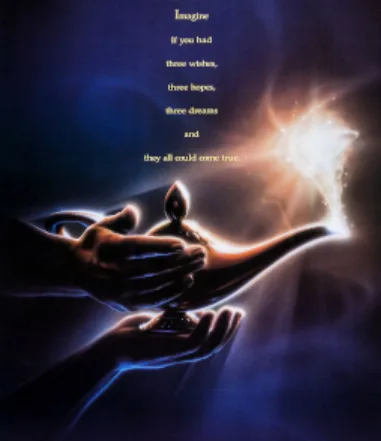 Imagine
If you had
three wishes,
three hopes,
three dreams
and
they all could come true.